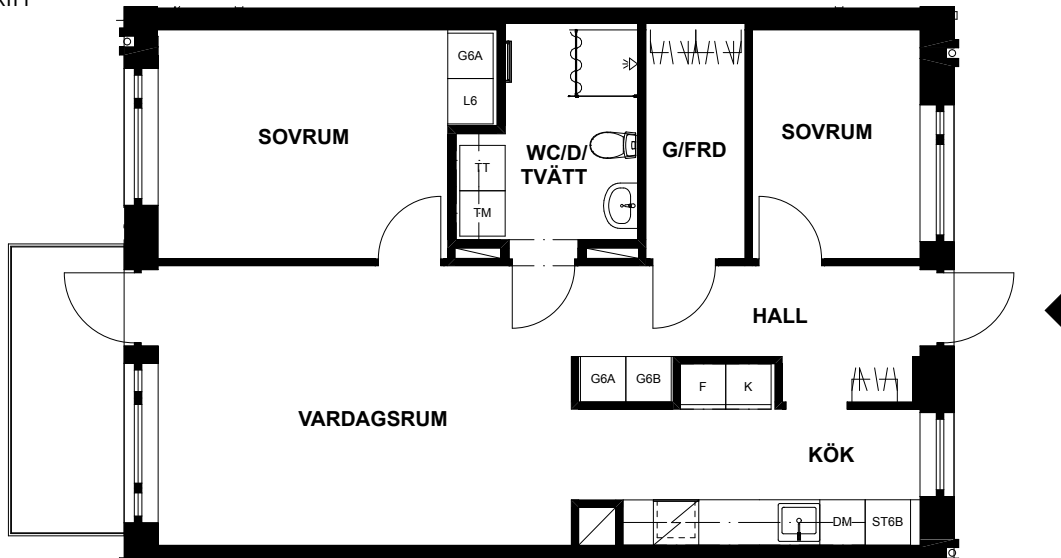 G6A
L6
SOVRUM
WC/D/
TVÄTT
G/FRD
SOVRUM
TT
TM
HALL
G6A
G6B
F
K
VARDAGSRUM
KÖK
DM
ST6B